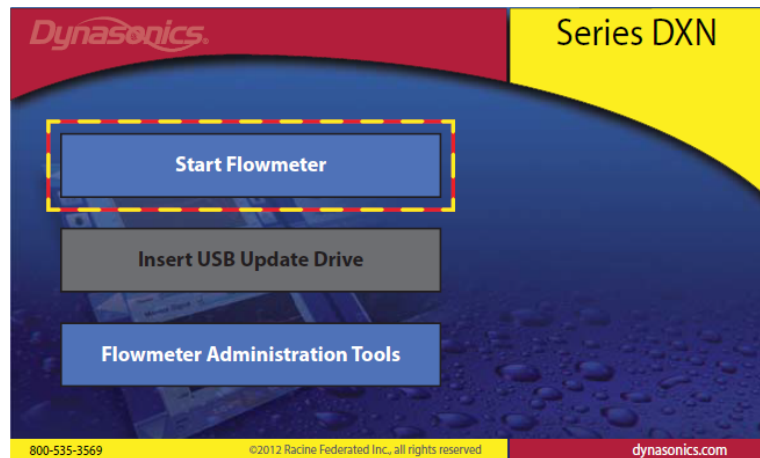 Dynasonics®
Series DXN
Start Flowmeter
Insert USB Update Drive
Flowmeter Administration Tools
800-535-3569
©2012 Racine Federated Inc., all rights reserved
dynasonics.com